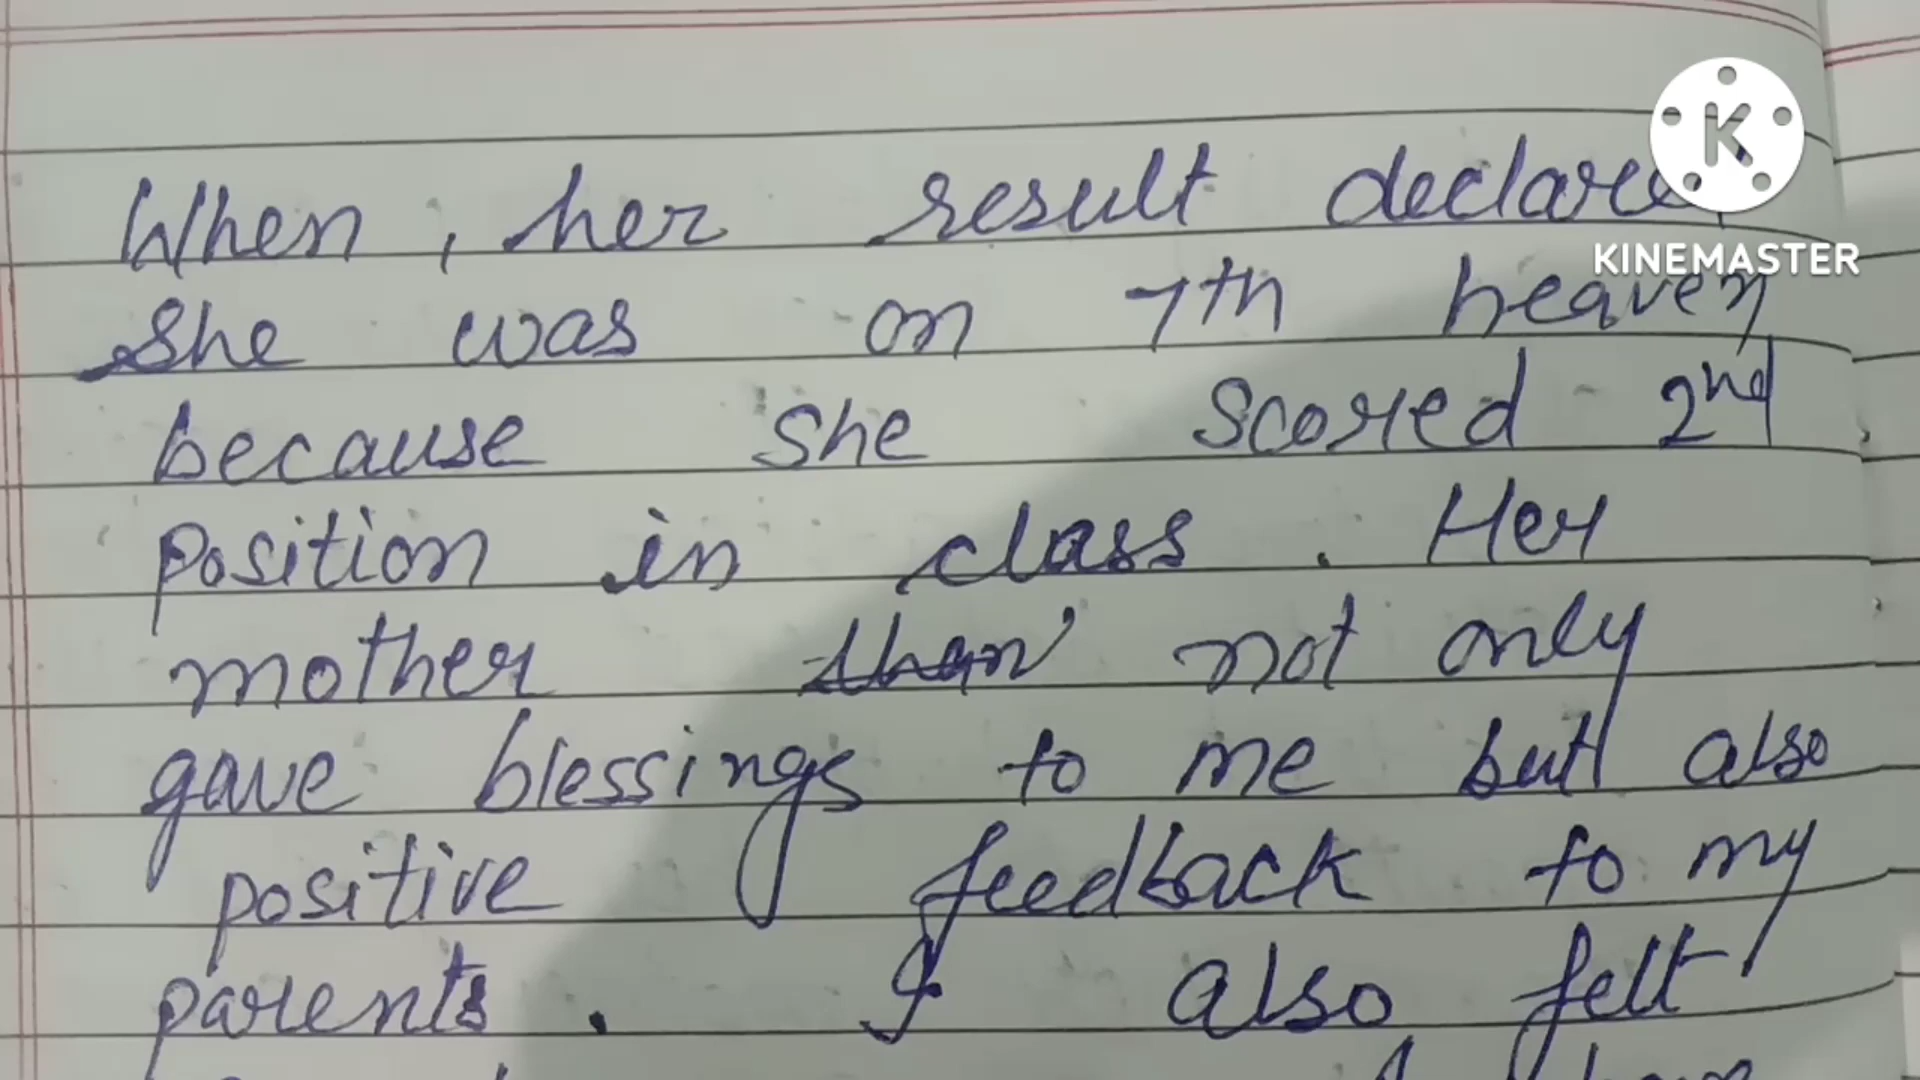 When, her result declared
She was on 7th heaven
because she scored 2nd
position in class. Her
mother than not only
gave blessings to me but also
positive feedback to my
parents. I also felt
K
KINEMASTER